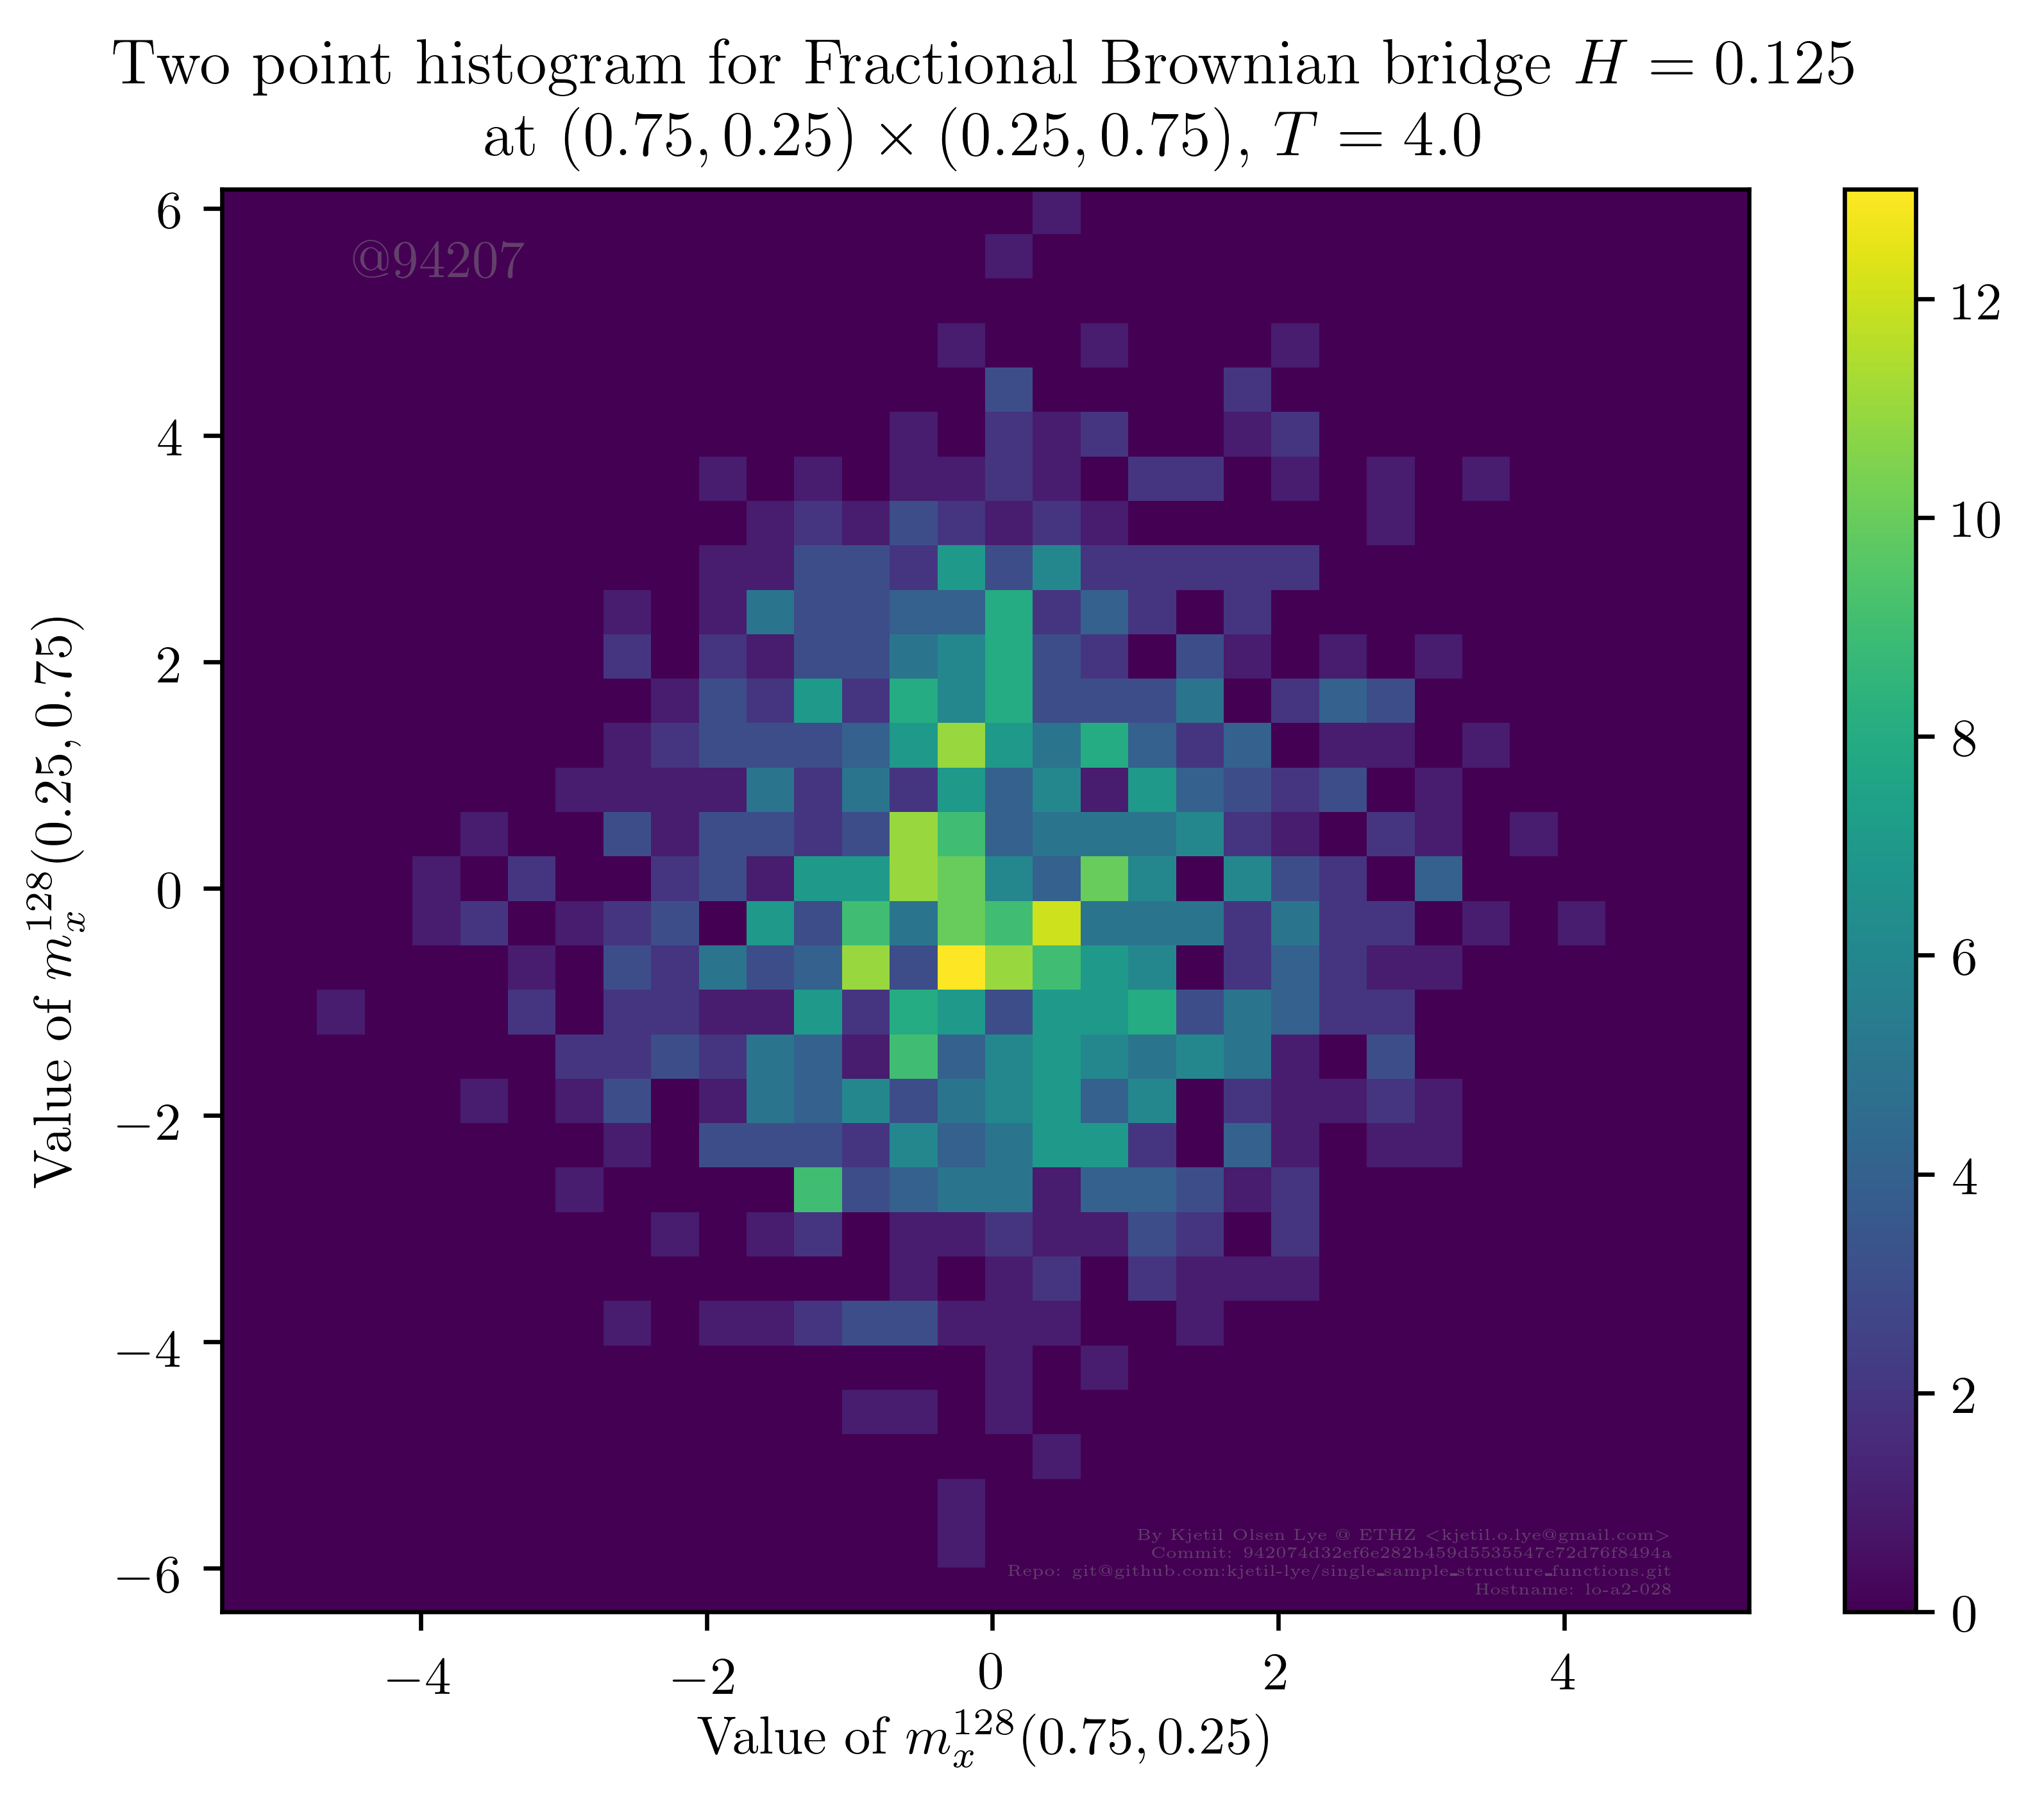 Two point histogram for Fractional Brownian bridge H = 0.125
at (0.75, 0.25) × (0.25, 0.75), T = 4.0
@94207
6
4
2
0
−2
−4
−6
Value of m_x^{128}(0.25, 0.75)
−4
−2
0
2
4
Value of m_x^{128}(0.75, 0.25)
12
10
8
6
4
2
0
By Kjetil Olsen Lye @ ETHZ <kjetil.o.lye@gmail.com>
Commit: 942074d32ef6e282b459d5535547c72d76f8494a
Repo: git@github.com:kjetil-lye/single_sample_structure_functions.git
Hostname: lo-a2-028